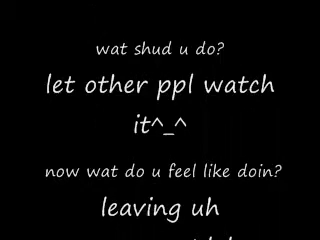 wat shud u do?
let other ppl watch
it^_^
now wat do u feel like doin?
leaving uh